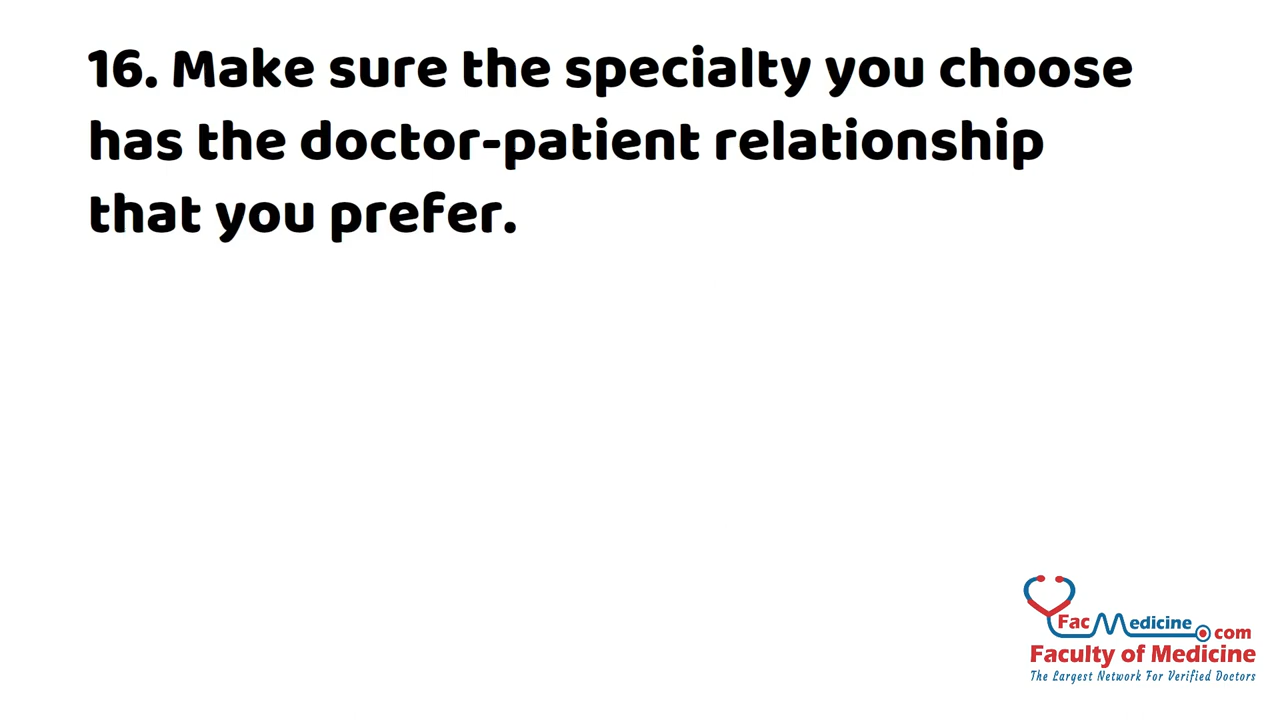 16. Make sure the specialty you choose
has the doctor-patient relationship
that you prefer.
FacMedicine.com
Faculty of Medicine
The Largest Network For Verified Doctors